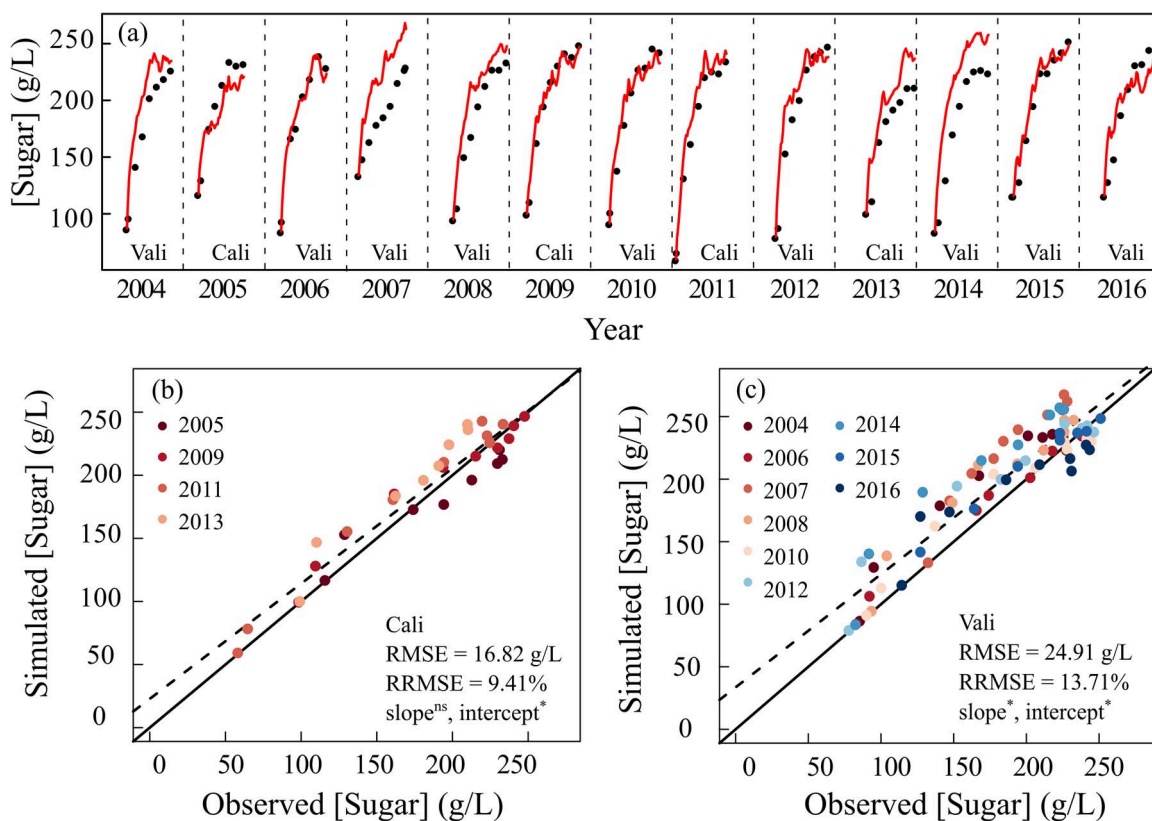 (a)
[Sugar] (g/L)
250
200
150
100
Vali Cali Vali Vali Vali Cali Vali Cali Vali Cali Vali Vali Vali
2004 2005 2006 2007 2008 2009 2010 2011 2012 2013 2014 2015 2016
Year
(b)
Simulated [Sugar] (g/L)
250
200
150
100
50
0
2005
2009
2011
2013
Cali
RMSE = 16.82 g/L
RRMSE = 9.41%
slope^ns, intercept*
0 50 100 150 200 250
Observed [Sugar] (g/L)
(c)
Simulated [Sugar] (g/L)
250
200
150
100
50
0
2004 2014
2006 2015
2007 2016
2008
2010
2012
Vali
RMSE = 24.91 g/L
RRMSE = 13.71%
slope*, intercept*
0 50 100 150 200 250
Observed [Sugar] (g/L)